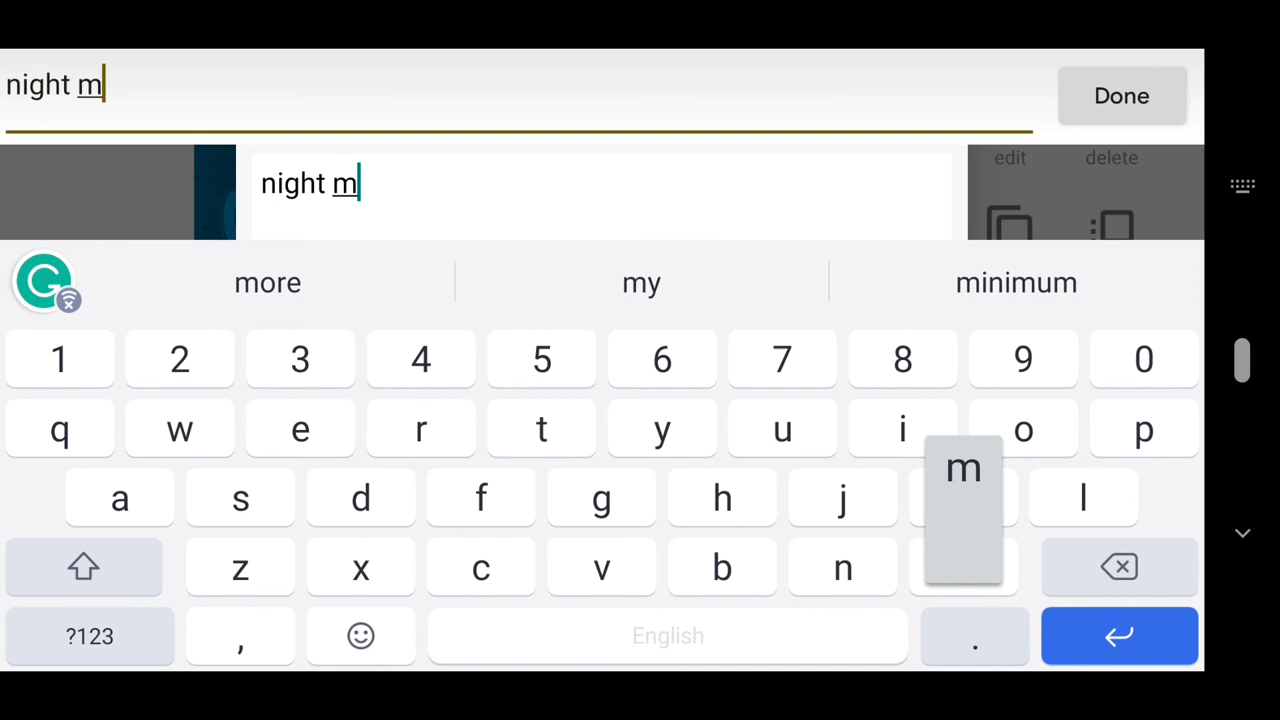 night m
Done
edit delete
night m
more my minimum
1 2 3 4 5 6 7 8 9 0
q w e r t y u i o p
m
a s d f g h j l
z x c v b n
?123 , English .